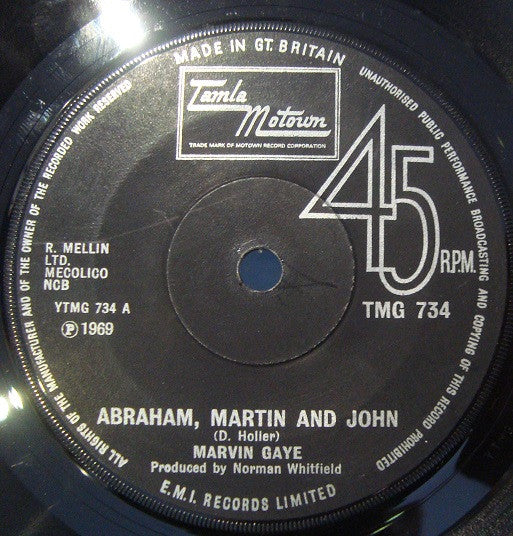 MADE IN GT. BRITAIN
UNAUTHORISED PUBLIC PERFORMANCE BROADCASTING AND COPYING OF THIS RECORD PROHIBITED
ALL RIGHTS OF THE MANUFACTURER AND OF THE OWNER OF THE RECORDED WORK RESERVED
Tamla
Motown
TRADE MARK OF MOTOWN RECORD CORPORATION
45 R.P.M.
R. MELLIN
LTD.
MECOLICO
NCB
YTMG 734 A
Ⓟ 1969
TMG 734
ABRAHAM, MARTIN AND JOHN
(D. Holler)
MARVIN GAYE
Produced by Norman Whitfield
E.M.I. RECORDS LIMITED